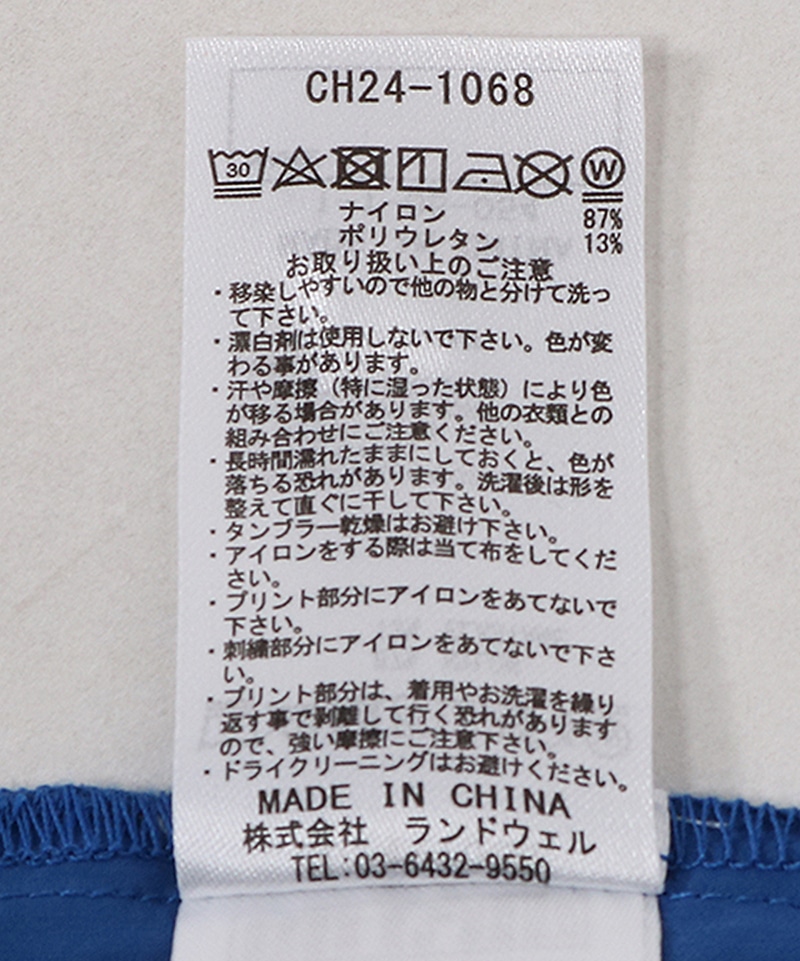 CH24-1068
30 W
ナイロン 87%
ポリウレタン 13%
お取り扱い上のご注意
・移染しやすいので他の物と分けて洗っ
て下さい。
・漂白剤は使用しないで下さい。色が変
わる事があります。
・汗や摩擦（特に湿った状態）により色
が移る場合があります。他の衣類との
組み合わせにご注意ください。
・長時間濡れたままにしておくと、色が
落ちる恐れがあります。洗濯後は形を
整えて直ぐに干して下さい。
・タンブラー乾燥はお避け下さい。
・アイロンをする際は当て布をしてくだ
さい。
・プリント部分にアイロンをあてないで
下さい。
・刺繍部分にアイロンをあてないで下さ
い。
・プリント部分は、着用やお洗濯を繰り
返す事で剥離して行く恐れがあります
ので、強い摩擦にご注意下さい。
・ドライクリーニングはお避けください。
MADE IN CHINA
株式会社 ランドウェル
TEL:03-6432-9550